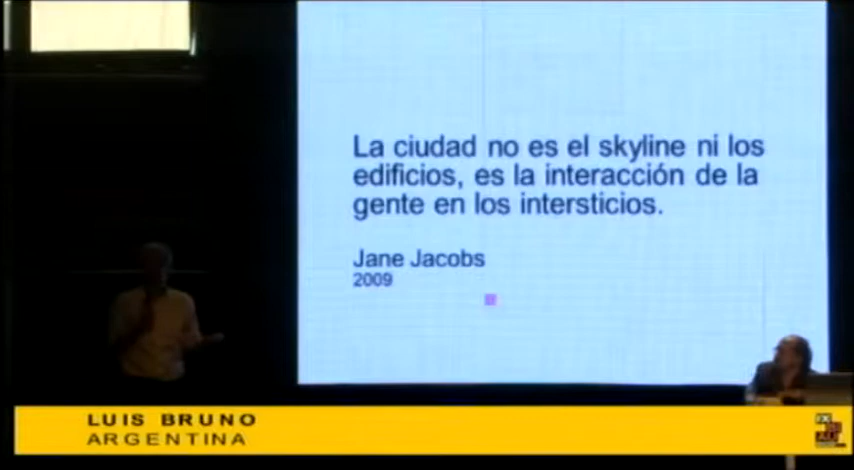 La ciudad no es el skyline ni los
edificios, es la interacción de la
gente en los intersticios.
Jane Jacobs
2009
LUIS BRUNO
ARGENTINA